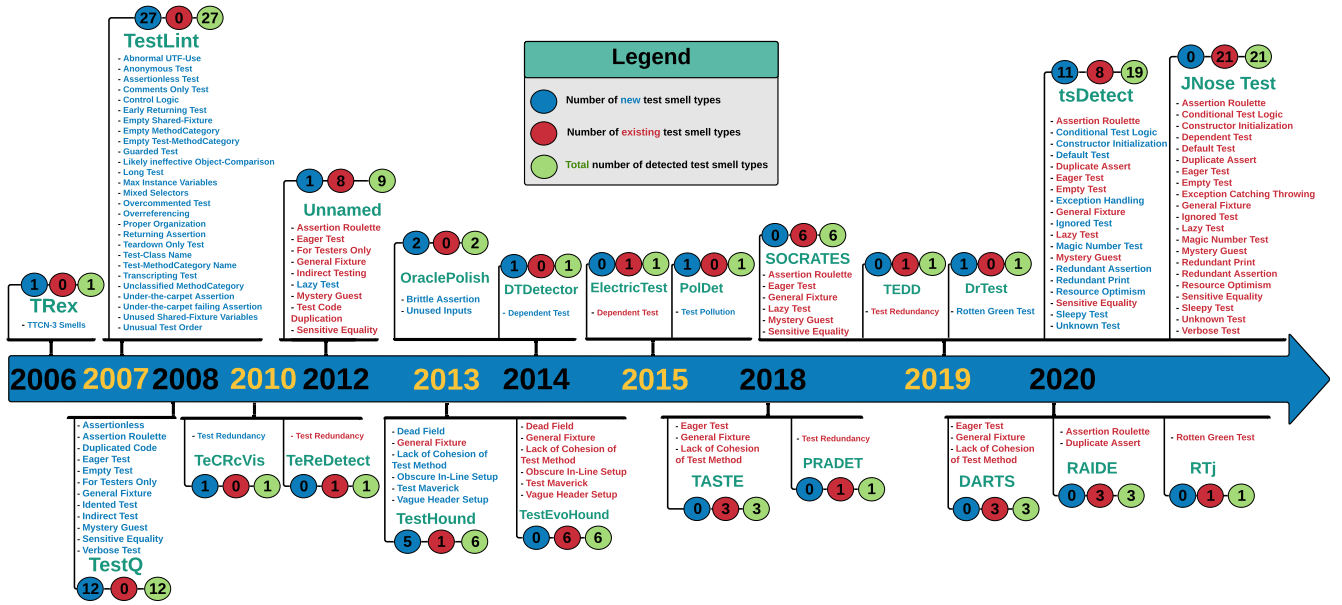 27 0 27
TestLint
- Abnormal UTF-Use
- Anonymous Test
- Assertionless Test
- Comments Only Test
- Control Logic
- Early Returning Test
- Empty Shared-Fixture
- Empty MethodCategory
- Empty Test-MethodCategory
- Guarded Test
- Likely ineffective Object-Comparison
- Long Test
- Max Instance Variables
- Mixed Selectors
- Overcommented Test
- Overreferencing
- Proper Organization
- Returning Assertion
- Teardown Only Test
- Test-Class Name
- Test-MethodCategory Name
- Transcripting Test
- Unclassified MethodCategory
- Under-the-carpet Assertion
- Under-the-carpet failing Assertion
- Unused Shared-Fixture Variables
- Unusual Test Order
1 0 1
TRex
- TTCN-3 Smells
1 8 9
Unnamed
- Assertion Roulette
- Eager Test
- For Testers Only
- General Fixture
- Indirect Testing
- Lazy Test
- Mystery Guest
- Test Code
Duplication
- Sensitive Equality
Legend
Number of new test smell types
Number of existing test smell types
Total number of detected test smell types
2 0 2
OraclePolish
- Brittle Assertion
- Unused Inputs
1 0 1
DTDetector
- Dependent Test
0 1 1
ElectricTest
- Dependent Test
1 0 1
PolDet
- Test Pollution
0 6 6
SOCRATES
- Assertion Roulette
- Eager Test
- General Fixture
- Lazy Test
- Mystery Guest
- Sensitive Equality
0 1 1
TEDD
- Test Redundancy
1 0 1
DrTest
- Rotten Green Test
11 8 19
tsDetect
- Assertion Roulette
- Conditional Test Logic
- Constructor Initialization
- Default Test
- Duplicate Assert
- Eager Test
- Empty Test
- Exception Handling
- General Fixture
- Ignored Test
- Lazy Test
- Magic Number Test
- Mystery Guest
- Redundant Assertion
- Redundant Print
- Resource Optimism
- Sensitive Equality
- Sleepy Test
- Unknown Test
0 21 21
JNose Test
- Assertion Roulette
- Conditional Test Logic
- Constructor Initialization
- Dependent Test
- Default Test
- Duplicate Assert
- Eager Test
- Empty Test
- Exception Catching Throwing
- General Fixture
- Ignored Test
- Lazy Test
- Magic Number Test
- Mystery Guest
- Redundant Print
- Redundant Assertion
- Resource Optimism
- Sensitive Equality
- Sleepy Test
- Unknown Test
- Verbose Test
2006 2007 2008 2010 2012 2013 2014 2015 2018 2019 2020
- Assertionless
- Assertion Roulette
- Duplicated Code
- Eager Test
- Empty Test
- For Testers Only
- General Fixture
- Idented Test
- Indirect Test
- Mystery Guest
- Sensitive Equality
- Verbose Test
TestQ
12 0 12
- Test Redundancy
TeCRcVis
1 0 1
- Test Redundancy
TeReDetect
0 1 1
- Dead Field
- General Fixture
- Lack of Cohesion of
Test Method
- Obscure In-Line Setup
- Test Maverick
- Vague Header Setup
TestHound
5 1 6
- Dead Field
- General Fixture
- Lack of Cohesion of
Test Method
- Obscure In-Line Setup
- Test Maverick
- Vague Header Setup
TestEvoHound
0 6 6
- Eager Test
- General Fixture
- Lack of Cohesion
of Test Method
TASTE
0 3 3
- Test Redundancy
PRADET
0 1 1
- Eager Test
- General Fixture
- Lack of Cohesion
of Test Method
DARTS
0 3 3
- Assertion Roulette
- Duplicate Assert
RAIDE
0 3 3
- Rotten Green Test
RTj
0 1 1